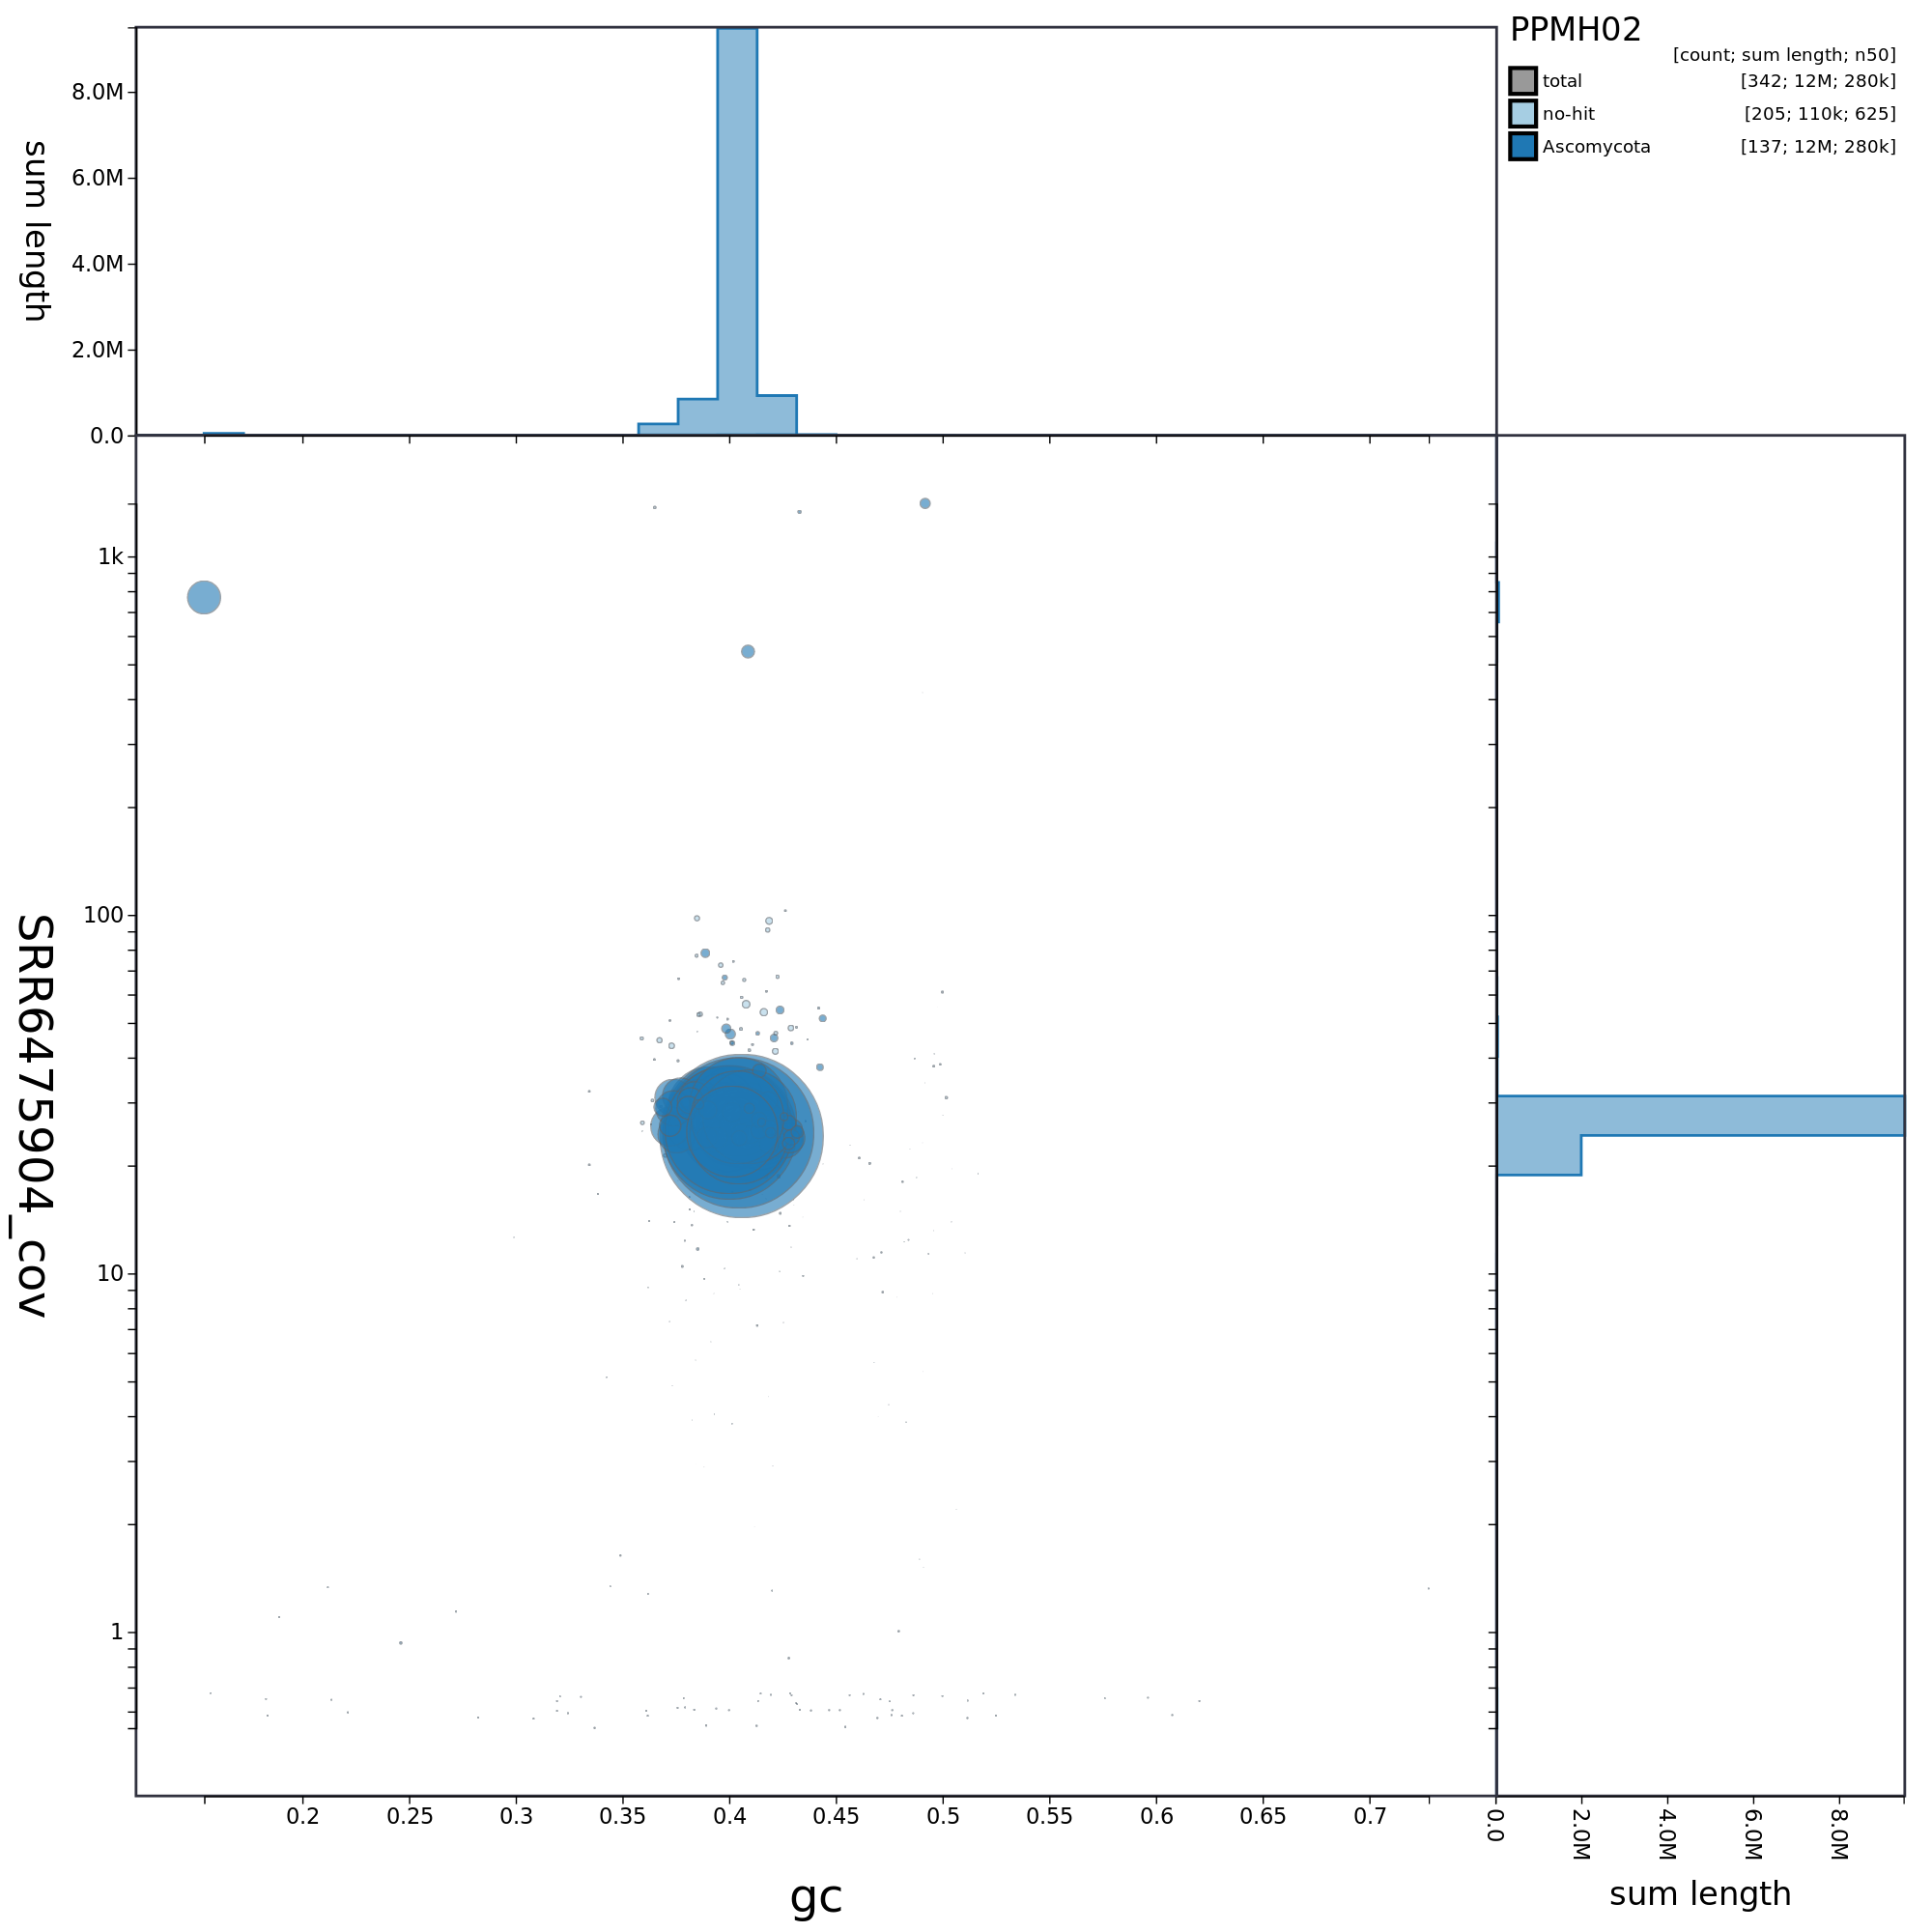 PPMH02
[count; sum length; n50]
total [342; 12M; 280k]
no-hit [205; 110k; 625]
Ascomycota [137; 12M; 280k]
sum length
8.0M
6.0M
4.0M
2.0M
0.0
SRR6475904_cov
1k
100
10
1
0.2 0.25 0.3 0.35 0.4 0.45 0.5 0.55 0.6 0.65 0.7
gc
0.0 2.0M 4.0M 6.0M 8.0M
sum length